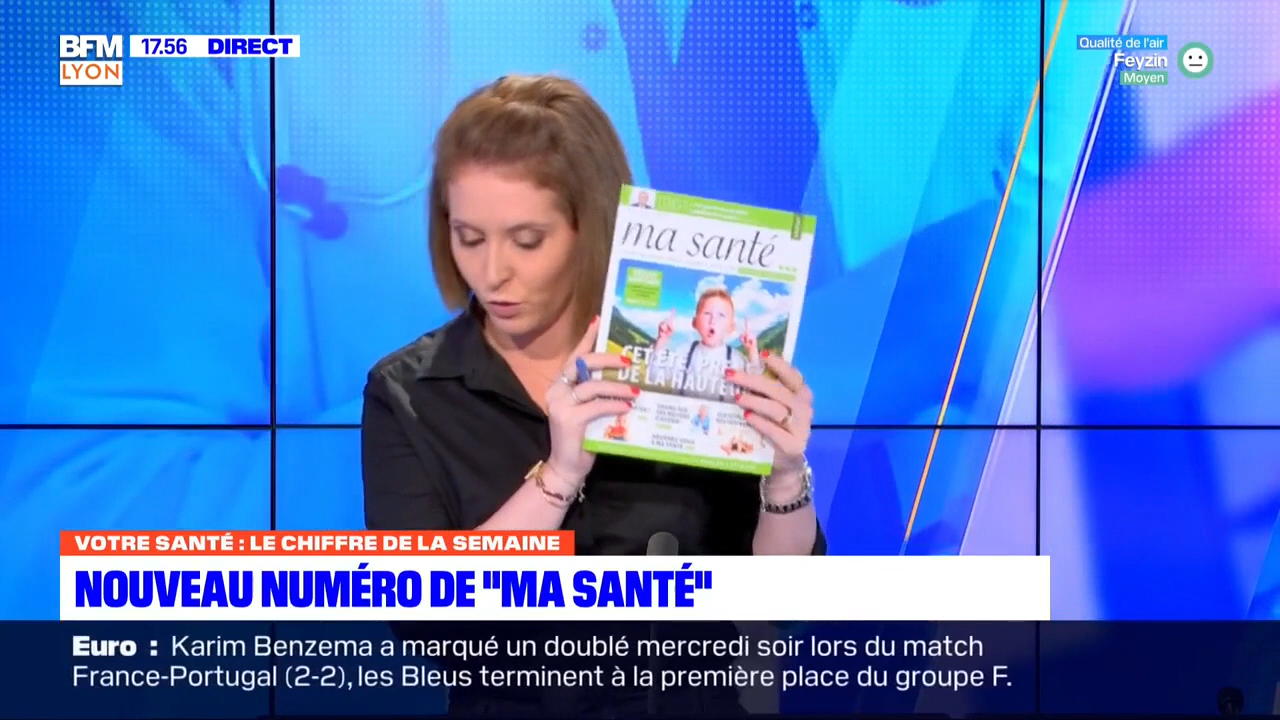 BFM
LYON
17.56 DIRECT
Qualité de l'air
Feyzin
Moyen
ma santé
CET ÉTÉ,
DE LA HAUTEUR
VOTRE SANTÉ : LE CHIFFRE DE LA SEMAINE
NOUVEAU NUMÉRO DE "MA SANTÉ"
Euro : Karim Benzema a marqué un doublé mercredi soir lors du match
France-Portugal (2-2), les Bleus terminent à la première place du groupe F.